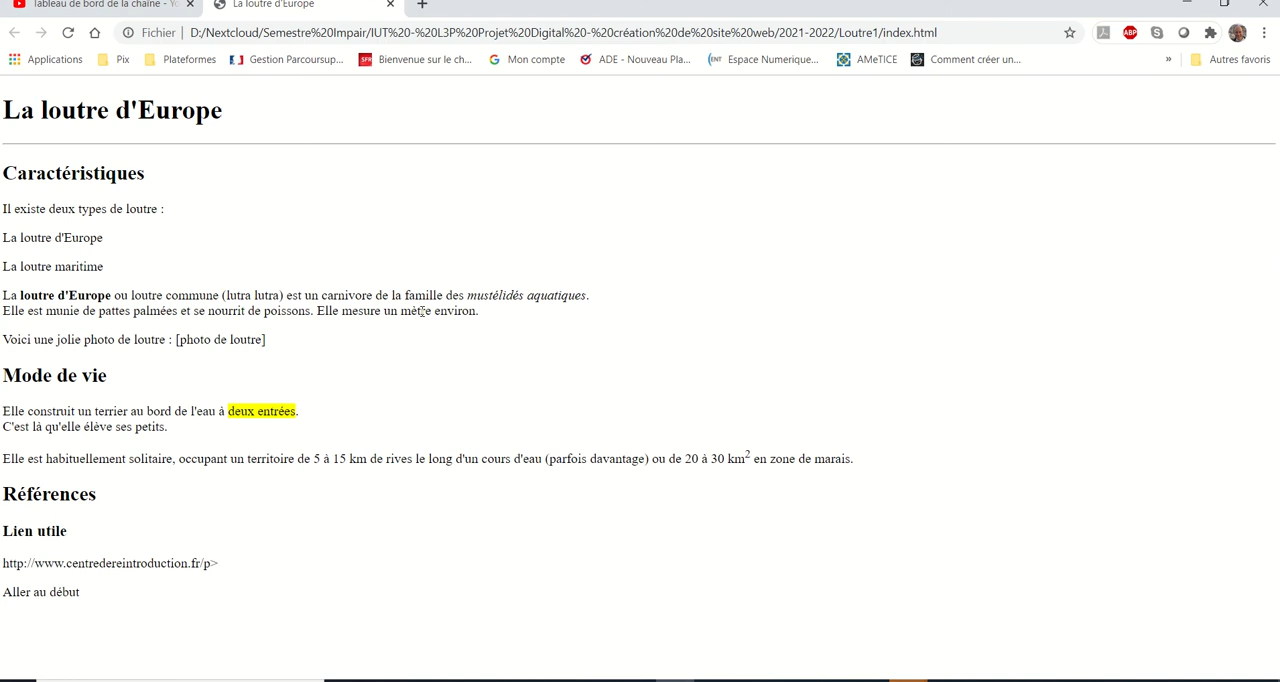 Tableau de bord de la chaîne - Yo
La loutre d'Europe
Fichier | D:/Nextcloud/Semestre%20Impair/IUT%20-%20L3P%20Projet%20Digital%20-%20création%20de%20site%20web/2021-2022/Loutre1/index.html
ABP
Applications Pix Plateformes Gestion Parcoursup... SFR Bienvenue sur le ch... Mon compte ADE - Nouveau Pla... ENT Espace Numerique... AMeTICE Comment créer un... » Autres favoris
La loutre d'Europe
Caractéristiques
Il existe deux types de loutre :
La loutre d'Europe
La loutre maritime
La loutre d'Europe ou loutre commune (lutra lutra) est un carnivore de la famille des mustélidés aquatiques.
Elle est munie de pattes palmées et se nourrit de poissons. Elle mesure un mètre environ.
Voici une jolie photo de loutre : [photo de loutre]
Mode de vie
Elle construit un terrier au bord de l'eau à deux entrées.
C'est là qu'elle élève ses petits.
Elle est habituellement solitaire, occupant un territoire de 5 à 15 km de rives le long d'un cours d'eau (parfois davantage) ou de 20 à 30 km² en zone de marais.
Références
Lien utile
http://www.centredereintroduction.fr/p>
Aller au début